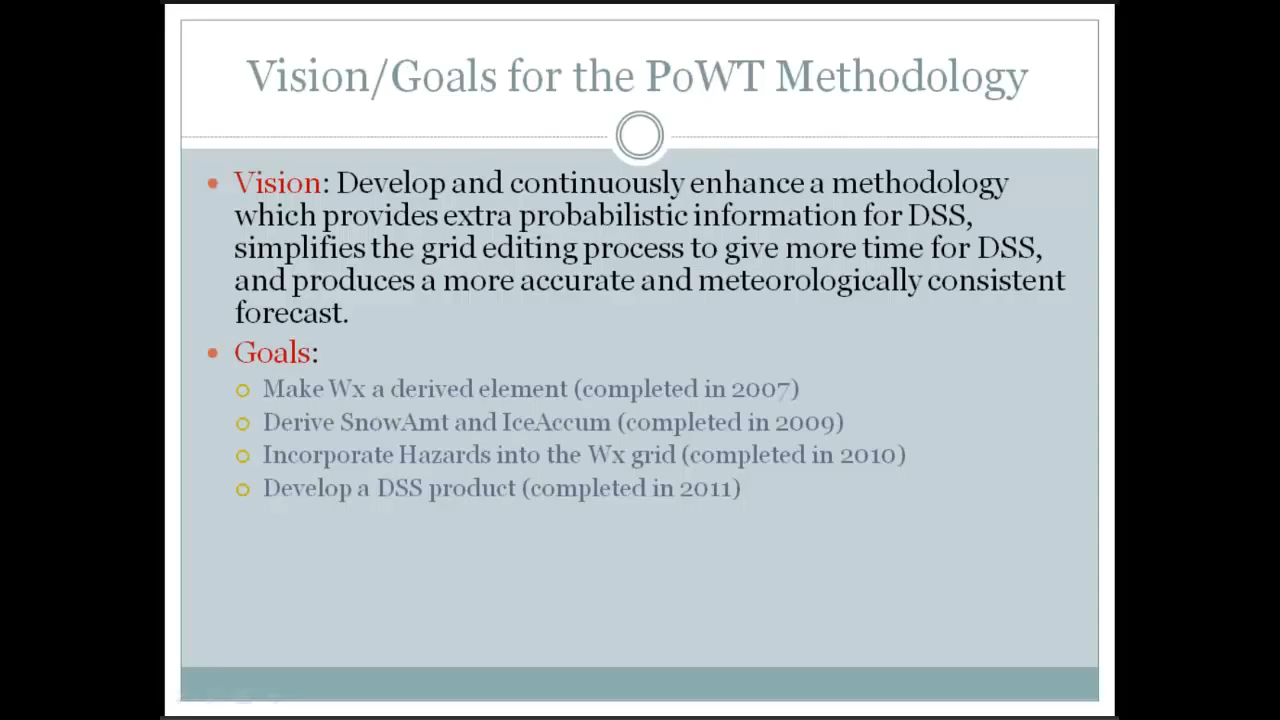 Vision/Goals for the PoWT Methodology
Vision: Develop and continuously enhance a methodology
which provides extra probabilistic information for DSS,
simplifies the grid editing process to give more time for DSS,
and produces a more accurate and meteorologically consistent
forecast.
Goals:
Make Wx a derived element (completed in 2007)
Derive SnowAmt and IceAccum (completed in 2009)
Incorporate Hazards into the Wx grid (completed in 2010)
Develop a DSS product (completed in 2011)